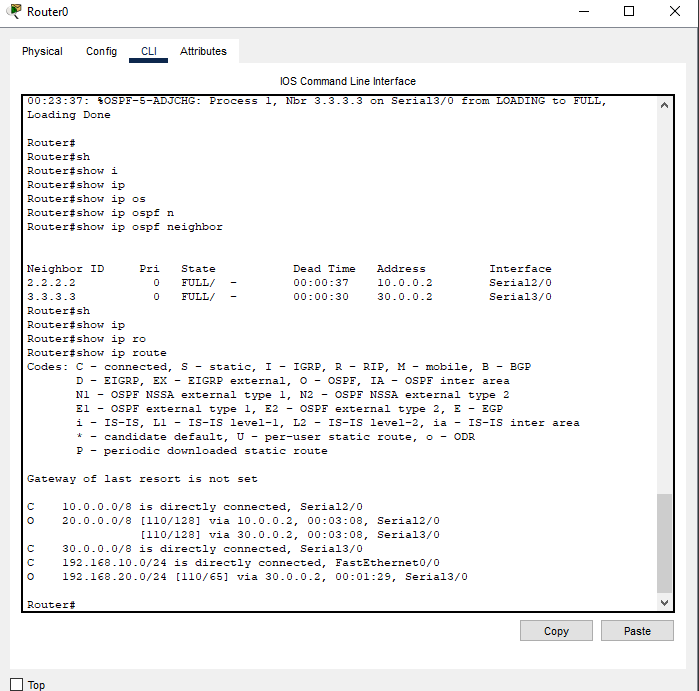 Router0
Physical Config CLI Attributes
IOS Command Line Interface
00:23:37: %OSPF-5-ADJCHG: Process 1, Nbr 3.3.3.3 on Serial3/0 from LOADING to FULL,
Loading Done
Router#
Router#sh
Router#show i
Router#show ip
Router#show ip os
Router#show ip ospf n
Router#show ip ospf neighbor
Neighbor ID     Pri   State           Dead Time   Address         Interface
2.2.2.2           0   FULL/  -        00:00:37    10.0.0.2        Serial2/0
3.3.3.3           0   FULL/  -        00:00:30    30.0.0.2        Serial3/0
Router#sh
Router#show ip
Router#show ip ro
Router#show ip route
Codes: C - connected, S - static, I - IGRP, R - RIP, M - mobile, B - BGP
       D - EIGRP, EX - EIGRP external, O - OSPF, IA - OSPF inter area
       N1 - OSPF NSSA external type 1, N2 - OSPF NSSA external type 2
       E1 - OSPF external type 1, E2 - OSPF external type 2, E - EGP
       i - IS-IS, L1 - IS-IS level-1, L2 - IS-IS level-2, ia - IS-IS inter area
       * - candidate default, U - per-user static route, o - ODR
       P - periodic downloaded static route
Gateway of last resort is not set
C    10.0.0.0/8 is directly connected, Serial2/0
O    20.0.0.0/8 [110/128] via 10.0.0.2, 00:03:08, Serial2/0
                [110/128] via 30.0.0.2, 00:03:08, Serial3/0
C    30.0.0.0/8 is directly connected, Serial3/0
C    192.168.10.0/24 is directly connected, FastEthernet0/0
O    192.168.20.0/24 [110/65] via 30.0.0.2, 00:01:29, Serial3/0
Router#
Copy Paste
Top